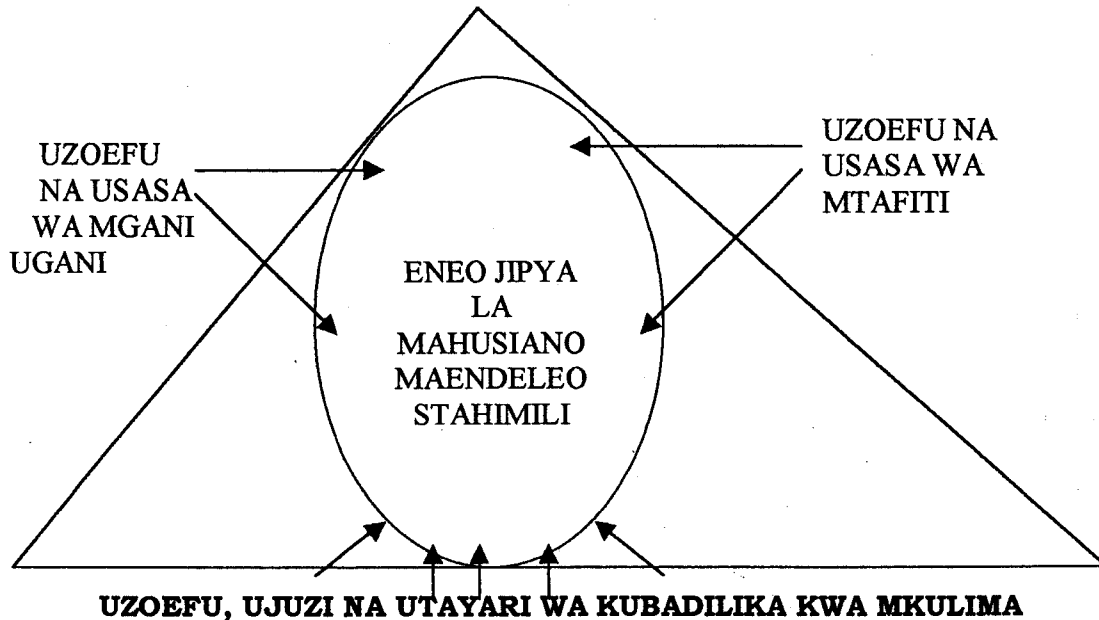 UZOEFU
NA USASA
WA MGANI
UGANI
UZOEFU NA
USASA WA
MTAFITI
ENEO JIPYA
LA
MAHUSIANO
MAENDELEO
STAHIMILI
UZOEFU, UJUZI NA UTAYARI WA KUBADILIKA KWA MKULIMA